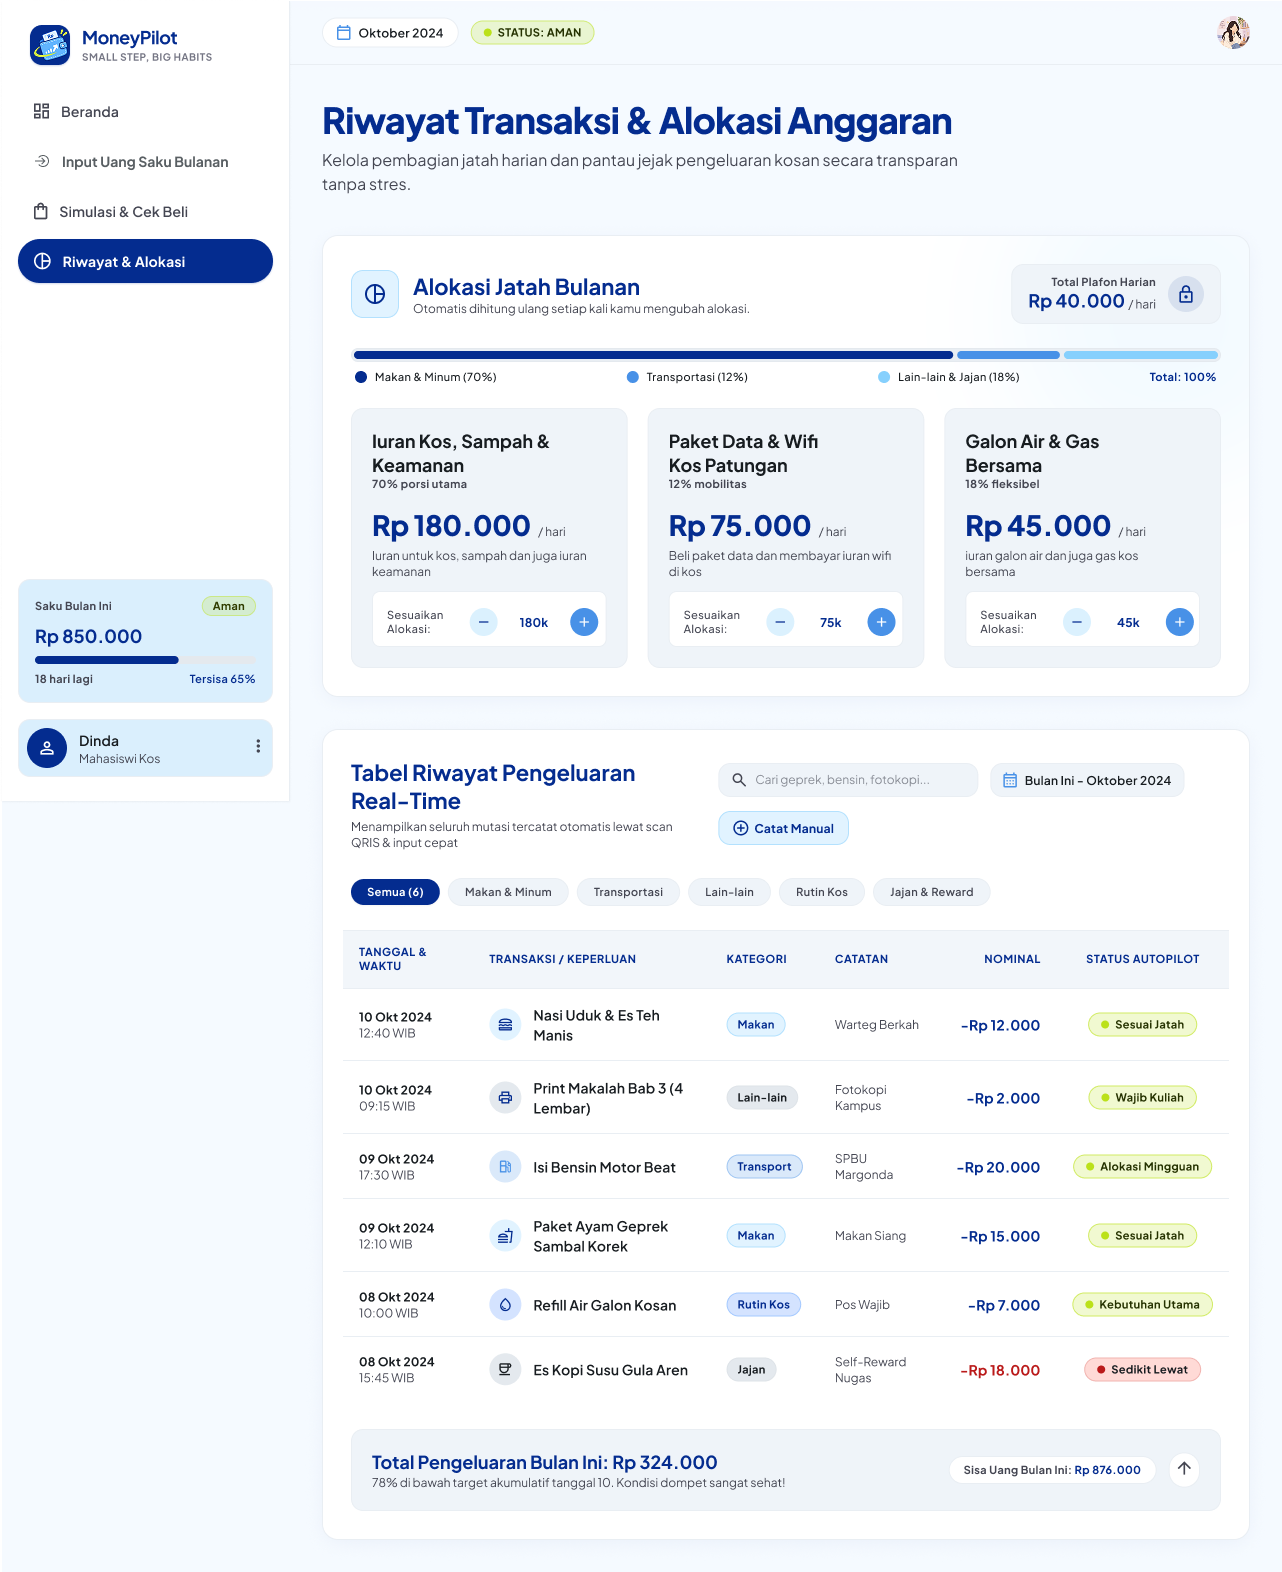 MoneyPilot
SMALL STEP, BIG HABITS
Beranda
Input Uang Saku Bulanan
Simulasi & Cek Beli
Riwayat & Alokasi
Saku Bulan Ini
Aman
Rp 850.000
18 hari lagi
Tersisa 65%
Dinda
Mahasiswi Kos
Oktober 2024
STATUS: AMAN
Riwayat Transaksi & Alokasi Anggaran
Kelola pembagian jatah harian dan pantau jejak pengeluaran kosan secara transparan
tanpa stres.
Alokasi Jatah Bulanan
Otomatis dihitung ulang setiap kali kamu mengubah alokasi.
Total Plafon Harian
Rp 40.000 / hari
Makan & Minum (70%)
Transportasi (12%)
Lain-lain & Jajan (18%)
Total: 100%
Iuran Kos, Sampah &
Keamanan
70% porsi utama
Rp 180.000 / hari
Iuran untuk kos, sampah dan juga iuran
keamanan
Sesuaikan
Alokasi:
− 180k +
Paket Data & Wifi
Kos Patungan
12% mobilitas
Rp 75.000 / hari
Beli paket data dan membayar iuran wifi
di kos
Sesuaikan
Alokasi:
− 75k +
Galon Air & Gas
Bersama
18% fleksibel
Rp 45.000 / hari
iuran galon air dan juga gas kos
bersama
Sesuaikan
Alokasi:
− 45k +
Tabel Riwayat Pengeluaran
Real-Time
Menampilkan seluruh mutasi tercatat otomatis lewat scan
QRIS & input cepat
Cari geprek, bensin, fotokopi...
Bulan Ini - Oktober 2024
Catat Manual
Semua (6)
Makan & Minum
Transportasi
Lain-lain
Rutin Kos
Jajan & Reward
TANGGAL &
WAKTU
TRANSAKSI / KEPERLUAN
KATEGORI
CATATAN
NOMINAL
STATUS AUTOPILOT
10 Okt 2024
12:40 WIB
Nasi Uduk & Es Teh
Manis
Makan
Warteg Berkah
-Rp 12.000
Sesuai Jatah
10 Okt 2024
09:15 WIB
Print Makalah Bab 3 (4
Lembar)
Lain-lain
Fotokopi
Kampus
-Rp 2.000
Wajib Kuliah
09 Okt 2024
17:30 WIB
Isi Bensin Motor Beat
Transport
SPBU
Margonda
-Rp 20.000
Alokasi Mingguan
09 Okt 2024
12:10 WIB
Paket Ayam Geprek
Sambal Korek
Makan
Makan Siang
-Rp 15.000
Sesuai Jatah
08 Okt 2024
10:00 WIB
Refill Air Galon Kosan
Rutin Kos
Pos Wajib
-Rp 7.000
Kebutuhan Utama
08 Okt 2024
15:45 WIB
Es Kopi Susu Gula Aren
Jajan
Self-Reward
Nugas
-Rp 18.000
Sedikit Lewat
Total Pengeluaran Bulan Ini: Rp 324.000
78% di bawah target akumulatif tanggal 10. Kondisi dompet sangat sehat!
Sisa Uang Bulan Ini: Rp 876.000